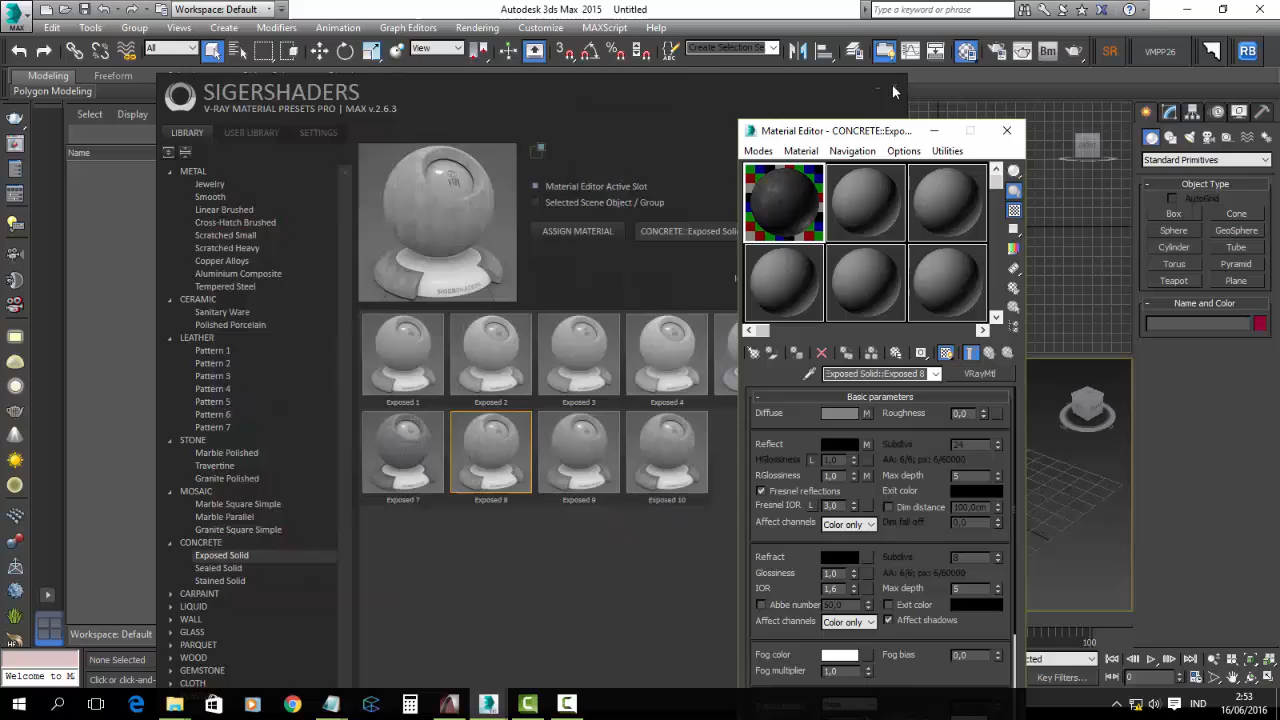 Workspace: Default
Autodesk 3ds Max 2015
Untitled
Type a keyword or phrase
MAX
Edit Tools Group Views Create Modifiers Animation Graph Editors Rendering Customize MAXScript Help
All
View
Create Selection Se
Bm
SR
VMPP26
RB
Modeling
Freeform
Polygon Modeling
Display
Select
Name
SIGERSHADERS
V-RAY MATERIAL PRESETS PRO | MAX v.2.6.3
LIBRARY
USER LIBRARY
SETTINGS
METAL
Jewelry
Smooth
Linear Brushed
Cross-Hatch Brushed
Scratched Small
Scratched Heavy
Copper Alloys
Aluminium Composite
Tempered Steel
CERAMIC
Sanitary Ware
Polished Porcelain
LEATHER
Pattern 1
Pattern 2
Pattern 3
Pattern 4
Pattern 5
Pattern 6
Pattern 7
STONE
Marble Polished
Travertine
Granite Polished
MOSAIC
Marble Square Simple
Marble Parallel
Granite Square Simple
CONCRETE
Exposed Solid
Sealed Solid
Stained Solid
CARPAINT
LIQUID
WALL
GLASS
PARQUET
WOOD
GEMSTONE
CLOTH
SIGERSHADERS
Material Editor Active Slot
Selected Scene Object / Group
ASSIGN MATERIAL
CONCRETE::Exposed Soli
Exposed 1
Exposed 2
Exposed 3
Exposed 4
Exposed 7
Exposed 8
Exposed 9
Exposed 10
Material Editor - CONCRETE::Expo...
Modes Material Navigation Options Utilities
Exposed Solid::Exposed 8
VRayMtl
- Basic parameters
Diffuse M Roughness 0,0
Reflect M Subdivs 24
HGlossiness L 1,0 AA: 6/6; px: 6/60000
RGlossiness 1,0 M Max depth 5
Fresnel reflections Exit color
Fresnel IOR L 3,0 Dim distance 100,0cm
Affect channels Color only Dim fall off 0,0
Refract Subdivs 8
Glossiness 1,0 AA: 6/6; px: 6/60000
IOR 1,6 Max depth 5
Abbe number 50,0 Exit color
Affect channels Color only Affect shadows
Fog color Fog bias 0,0
Fog multiplier 1,0
Standard Primitives
- Object Type
AutoGrid
Box Cone
Sphere GeoSphere
Cylinder Tube
Torus Pyramid
Teapot Plane
- Name and Color
Workspace: Default
100
Welcome to M
None Selected
Click or click-and-
Key Filters...
0
IND
2:53
16/06/2016